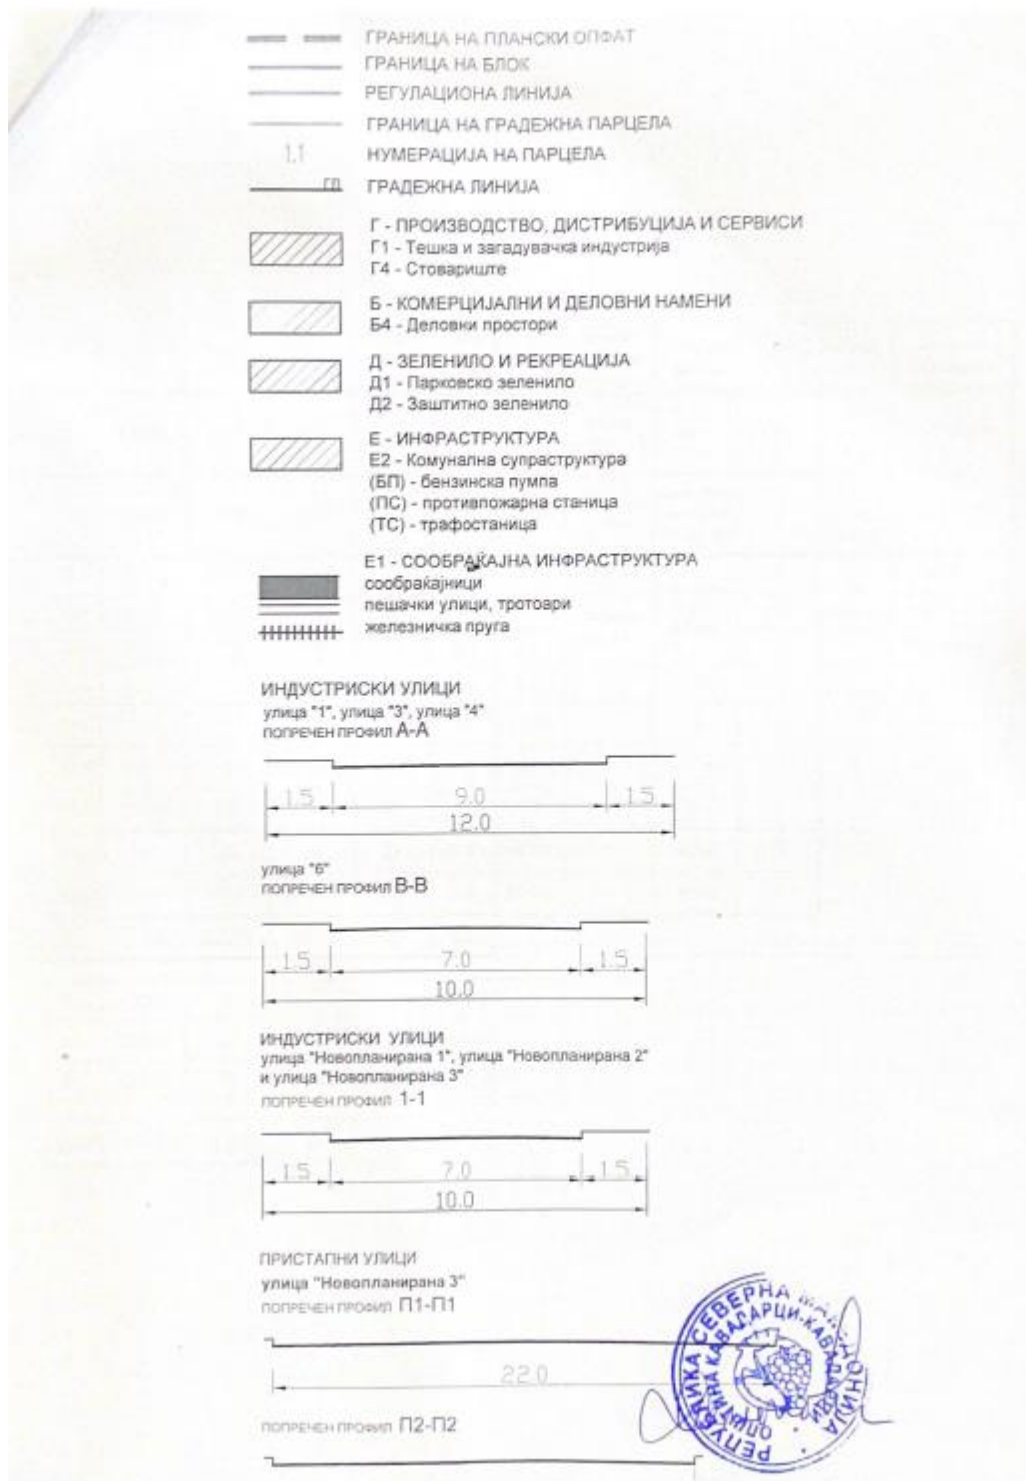 ГРАНИЦА НА ПЛАНСКИ ОПФАТ
ГРАНИЦА НА БЛОК
РЕГУЛАЦИОНА ЛИНИЈА
ГРАНИЦА НА ГРАДЕЖНА ПАРЦЕЛА
1.1 НУМЕРАЦИЈА НА ПАРЦЕЛА
ГЛ ГРАДЕЖНА ЛИНИЈА
Г - ПРОИЗВОДСТВО, ДИСТРИБУЦИЈА И СЕРВИСИ
Г1 - Тешка и загадувачка индустрија
Г4 - Стовариште
Б - КОМЕРЦИЈАЛНИ И ДЕЛОВНИ НАМЕНИ
Б4 - Деловни простори
Д - ЗЕЛЕНИЛО И РЕКРЕАЦИЈА
Д1 - Парковско зеленило
Д2 - Заштитно зеленило
Е - ИНФРАСТРУКТУРА
Е2 - Комунална супраструктура
(БП) - бензинска пумпа
(ПС) - противпожарна станица
(ТС) - трафостаница
Е1 - СООБРАЌАЈНА ИНФРАСТРУКТУРА
сообраќајници
пешачки улици, тротоари
железничка пруга
ИНДУСТРИСКИ УЛИЦИ
улица "1", улица "3", улица "4"
ПОПРЕЧЕН ПРОФИЛ А-А
1.5 9.0 1.5
12.0
улица "6"
ПОПРЕЧЕН ПРОФИЛ В-В
1.5 7.0 1.5
10.0
ИНДУСТРИСКИ УЛИЦИ
улица "Новопланирана 1", улица "Новопланирана 2"
и улица "Новопланирана 3"
ПОПРЕЧЕН ПРОФИЛ 1-1
1.5 7.0 1.5
10.0
ПРИСТАПНИ УЛИЦИ
улица "Новопланирана 3"
ПОПРЕЧЕН ПРОФИЛ П1-П1
22.0
ПОПРЕЧЕН ПРОФИЛ П2-П2
РЕПУБЛИКА СЕВЕРНА МАКЕДОНИЈА
ОПШТИНА КАВАДАРЦИ-КАВАДАРЦИ